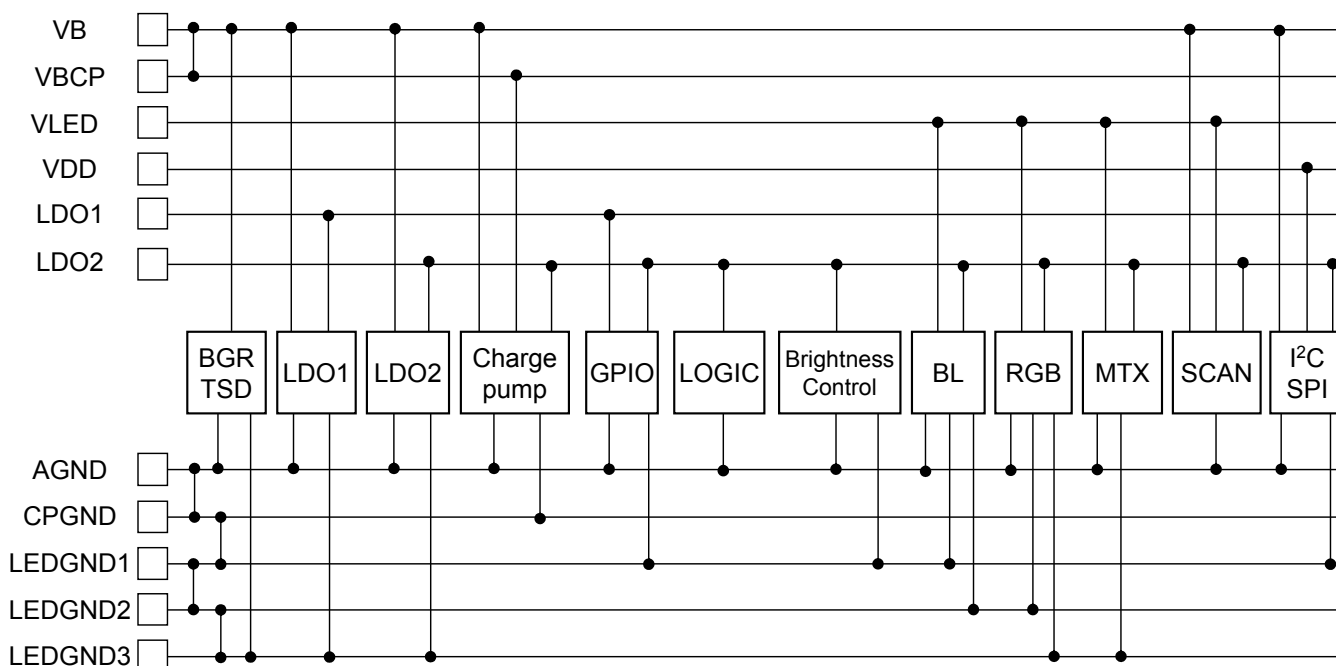 VB
VBCP
VLED
VDD
LDO1
LDO2
BGR
TSD
LDO1
LDO2
Charge
pump
GPIO
LOGIC
Brightness
Control
BL
RGB
MTX
SCAN
I²C
SPI
AGND
CPGND
LEDGND1
LEDGND2
LEDGND3